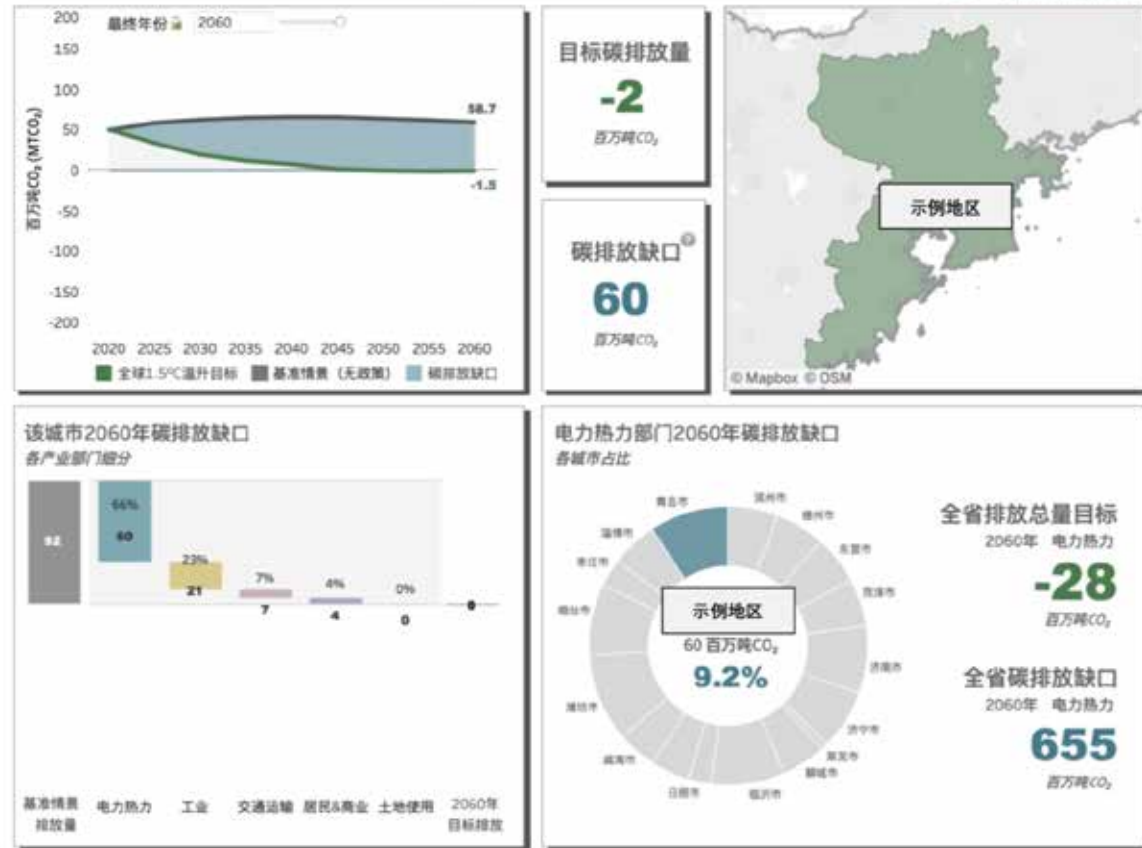 最终年份 2060
百万吨CO₂ (MTCO₂)
200
150
100
50
0
-50
-100
-150
-200
58.7
-1.5
2020 2025 2030 2035 2040 2045 2050 2055 2060
全球1.5℃温升目标 基准情景（无政策） 碳排放缺口
目标碳排放量
-2
百万吨CO₂
碳排放缺口?
60
百万吨CO₂
示例地区
© Mapbox © OSM
该城市2060年碳排放缺口
各产业部门细分
92
66%
60
23%
21
7%
7
4%
4
0%
0
0
基准情景排放量
电力热力
工业
交通运输
居民&商业
土地使用
2060年目标排放
电力热力部门2060年碳排放缺口
各城市占比
青岛市
滨州市
德州市
东营市
菏泽市
济南市
济宁市
莱芜市
聊城市
临沂市
日照市
威海市
潍坊市
烟台市
枣庄市
淄博市
示例地区
60 百万吨CO₂
9.2%
全省排放总量目标
2060年 电力热力
-28
百万吨CO₂
全省碳排放缺口
2060年 电力热力
655
百万吨CO₂